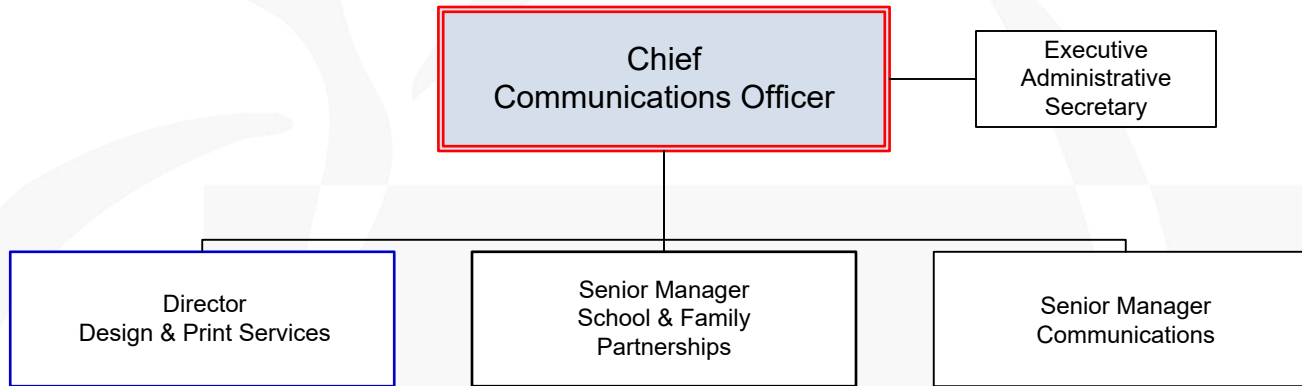 Chief
Communications Officer
Executive
Administrative
Secretary
Director
Design & Print Services
Senior Manager
School & Family
Partnerships
Senior Manager
Communications